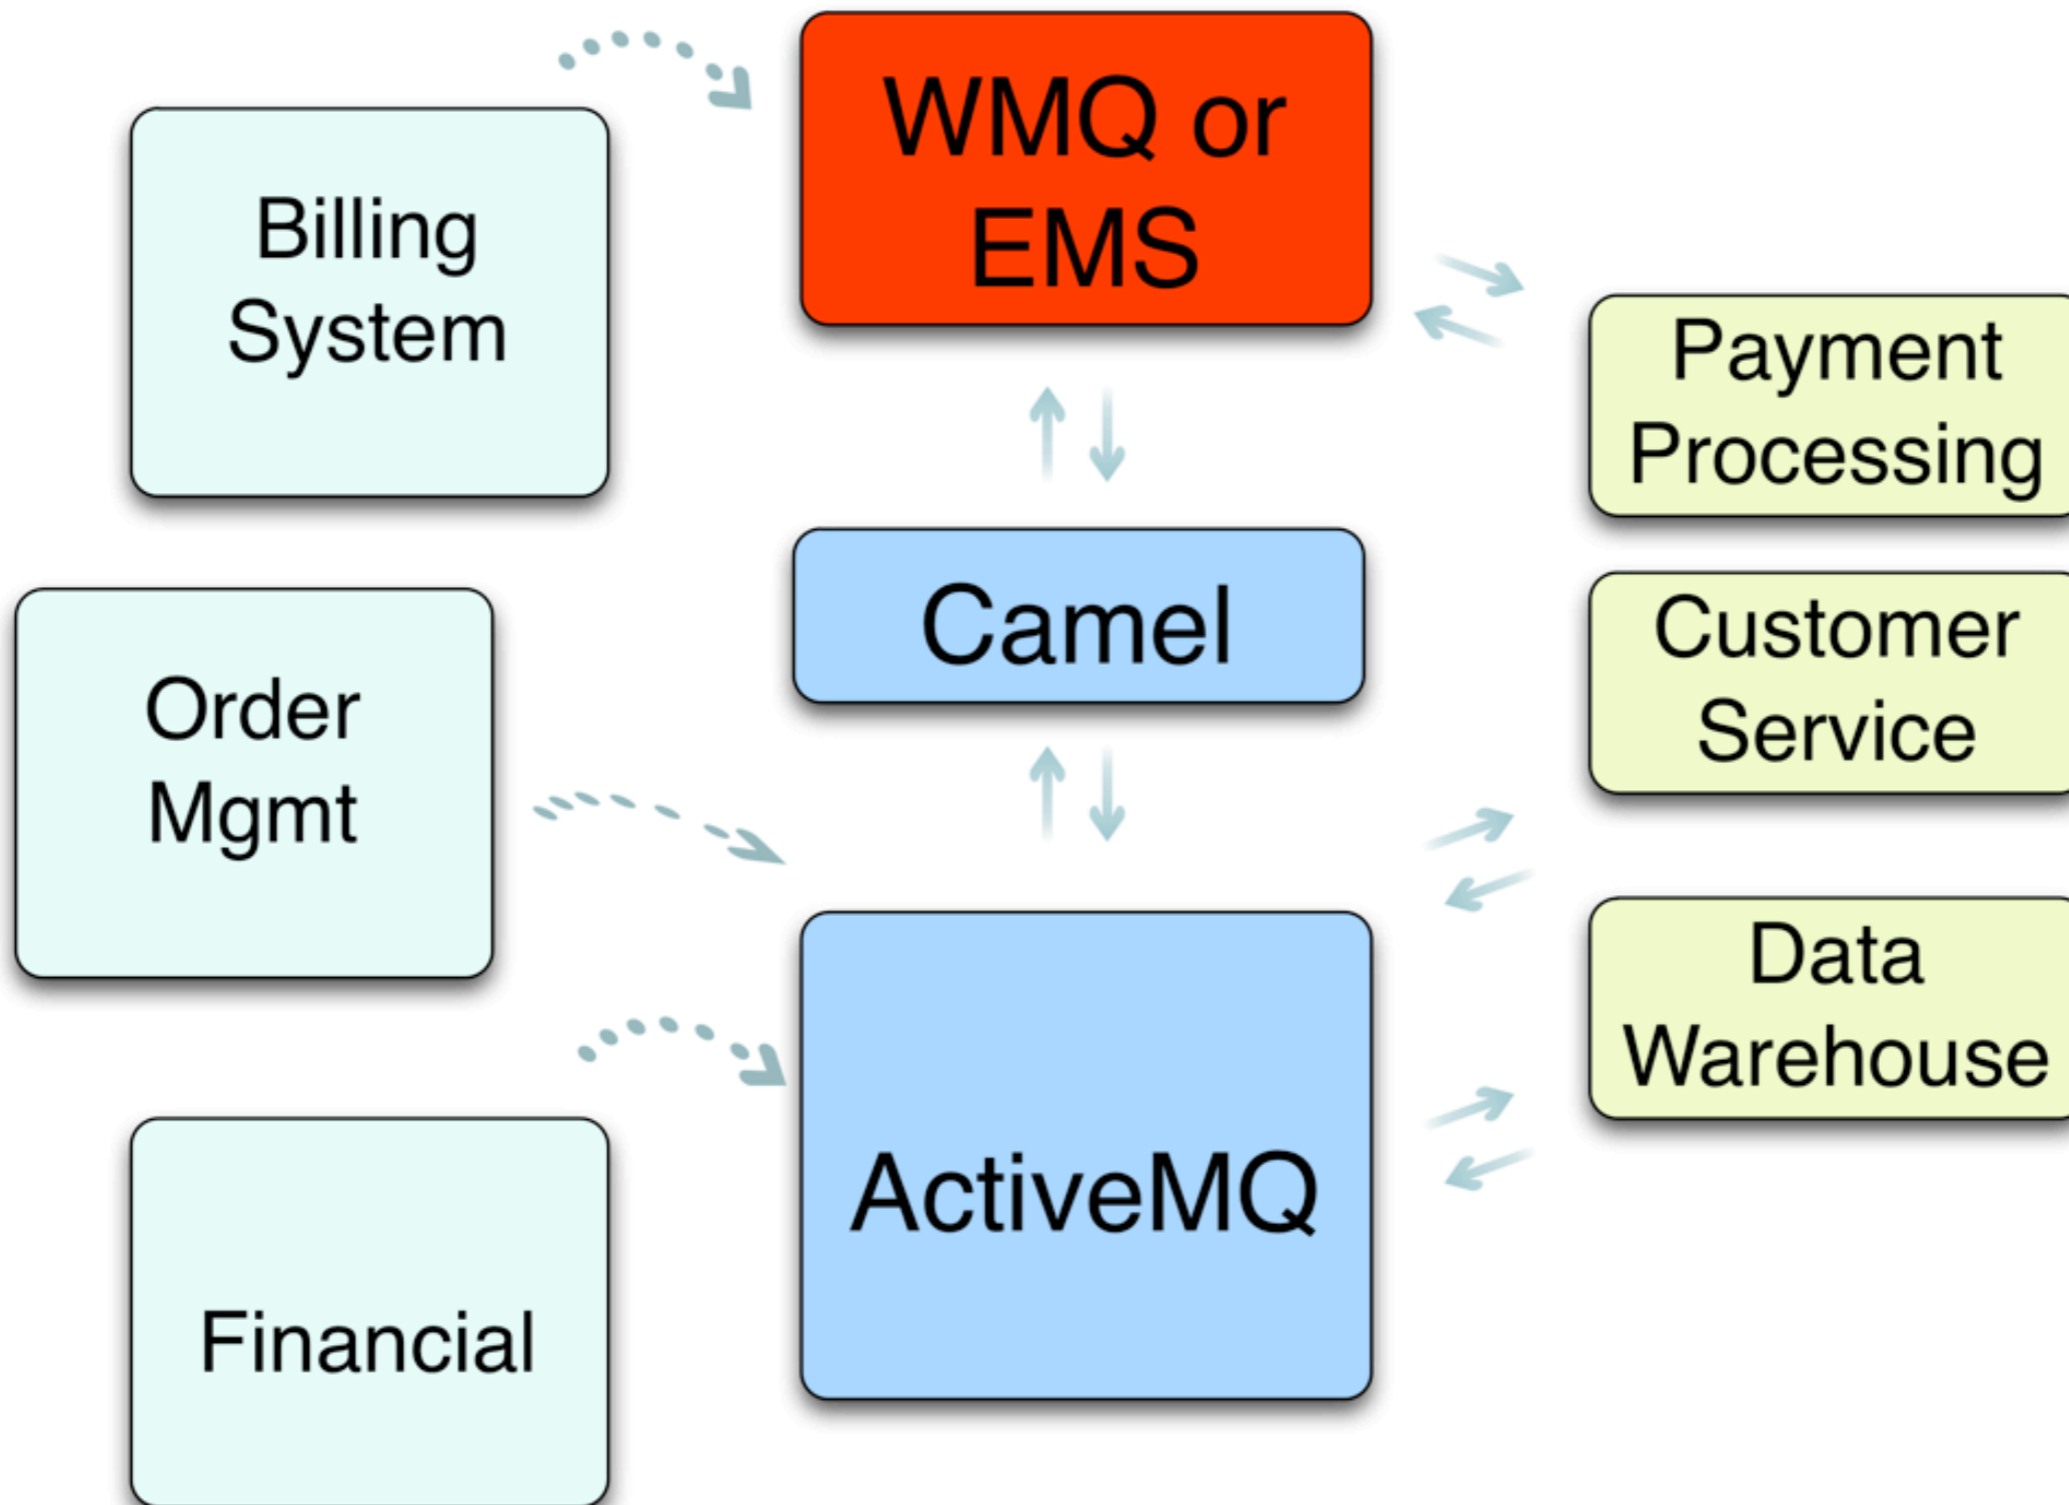 WMQ or
EMS
Billing
System
Payment
Processing
Camel
Customer
Service
Order
Mgmt
Data
Warehouse
ActiveMQ
Financial